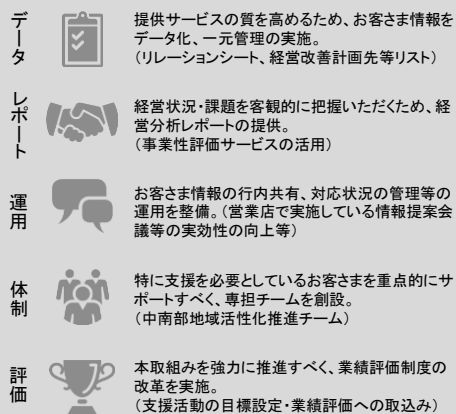 データ
提供サービスの質を高めるため、お客さま情報を
データ化、一元管理の実施。
（リレーションシート、経営改善計画先等リスト）
レポート
経営状況・課題を客観的に把握いただくため、経
営分析レポートの提供。
（事業性評価サービスの活用）
運用
お客さま情報の行内共有、対応状況の管理等の
運用を整備。（営業店で実施している情報提案会
議等の実効性の向上等）
体制
特に支援を必要としているお客さまを重点的にサ
ポートすべく、専担チームを創設。
（中南部地域活性化推進チーム）
評価
本取組みを強力に推進すべく、業績評価制度の
改革を実施。
（支援活動の目標設定・業績評価への取込み）